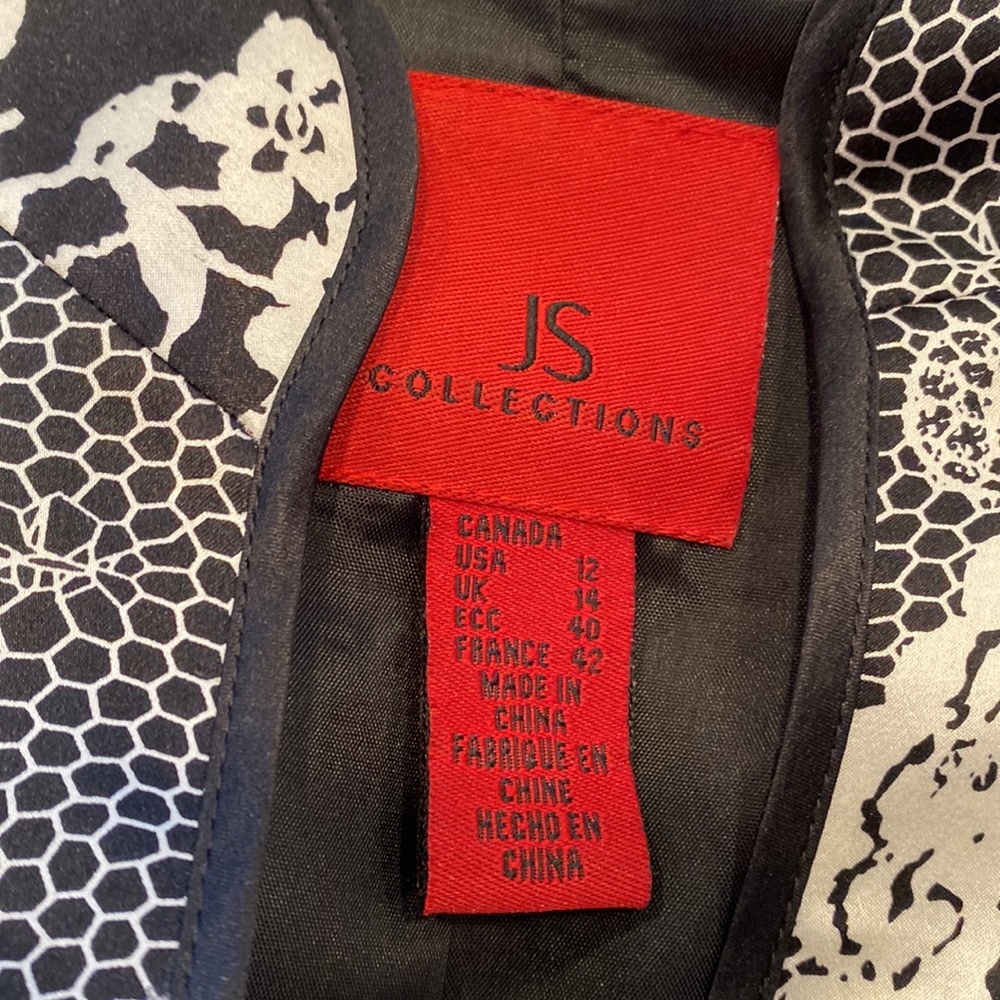 JS
COLLECTIONS
CANADA
USA 12
UK 14
ECC 40
FRANCE 42
MADE IN
CHINA
FABRIQUE EN
CHINE
HECHO EN
CHINA